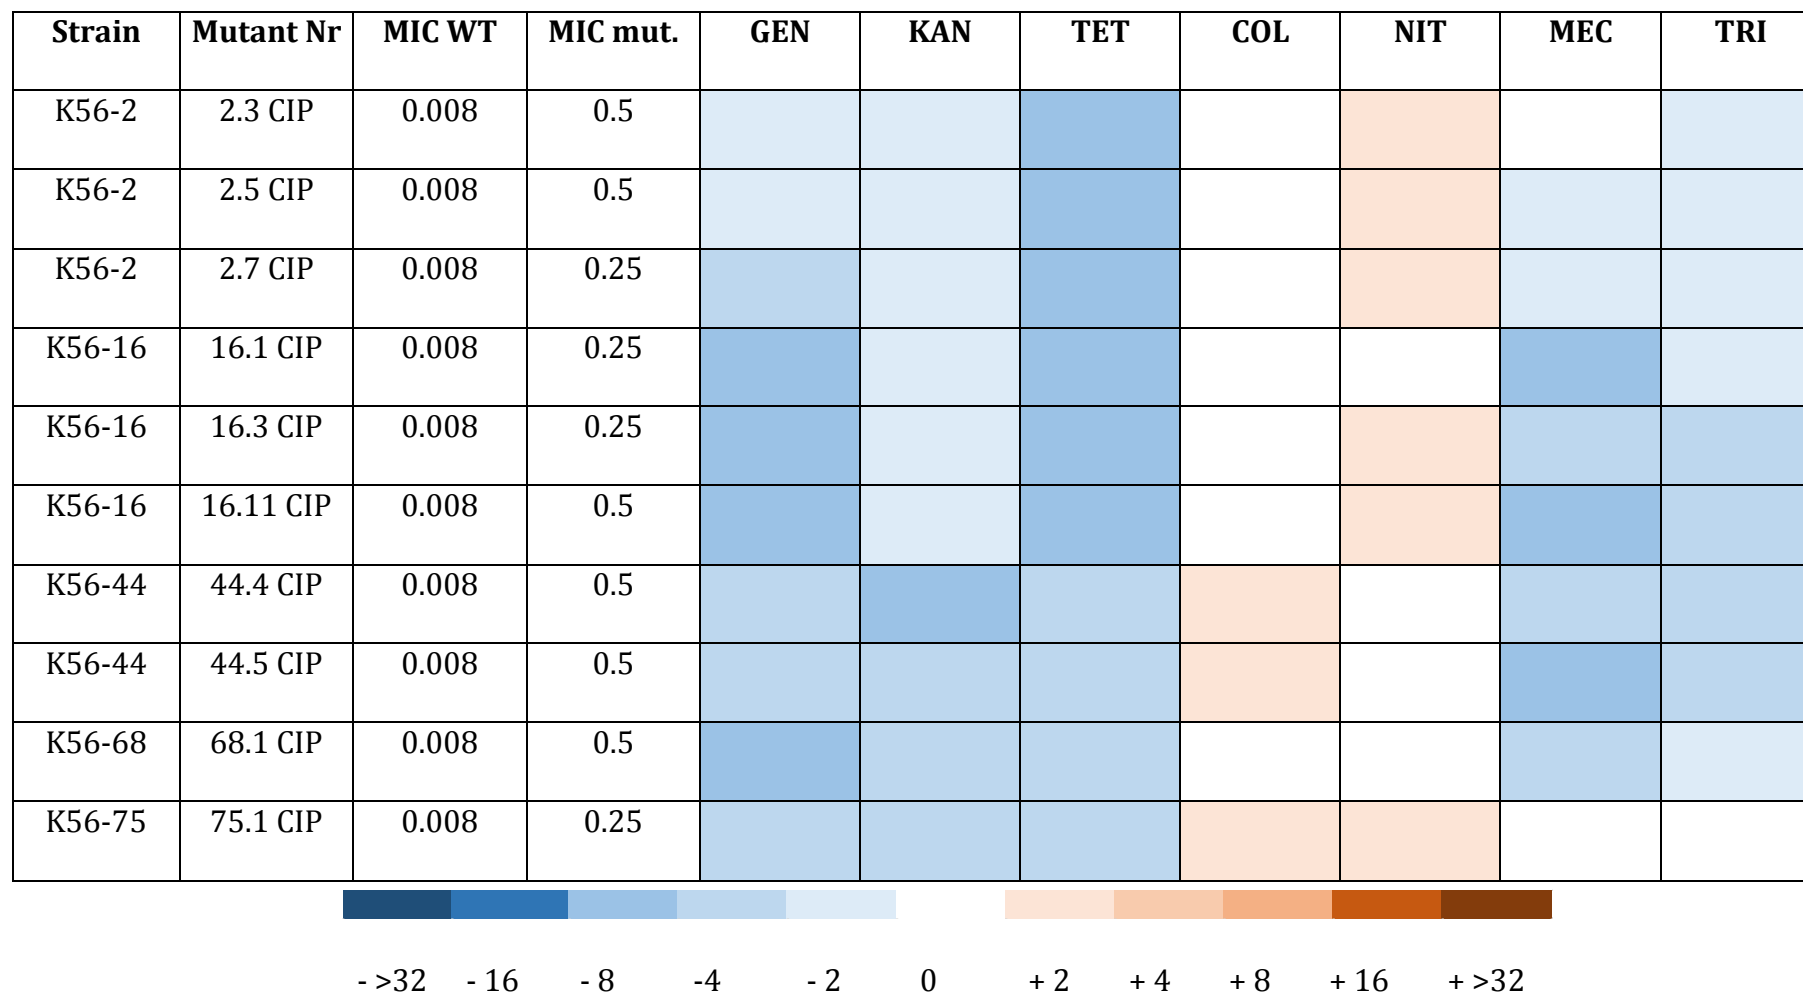 Strain Mutant Nr MIC WT MIC mut. GEN KAN TET COL NIT MEC TRI
K56-2 2.3 CIP 0.008 0.5
K56-2 2.5 CIP 0.008 0.5
K56-2 2.7 CIP 0.008 0.25
K56-16 16.1 CIP 0.008 0.25
K56-16 16.3 CIP 0.008 0.25
K56-16 16.11 CIP 0.008 0.5
K56-44 44.4 CIP 0.008 0.5
K56-44 44.5 CIP 0.008 0.5
K56-68 68.1 CIP 0.008 0.5
K56-75 75.1 CIP 0.008 0.25
- >32 - 16 - 8 -4 - 2 0 + 2 + 4 + 8 + 16 + >32